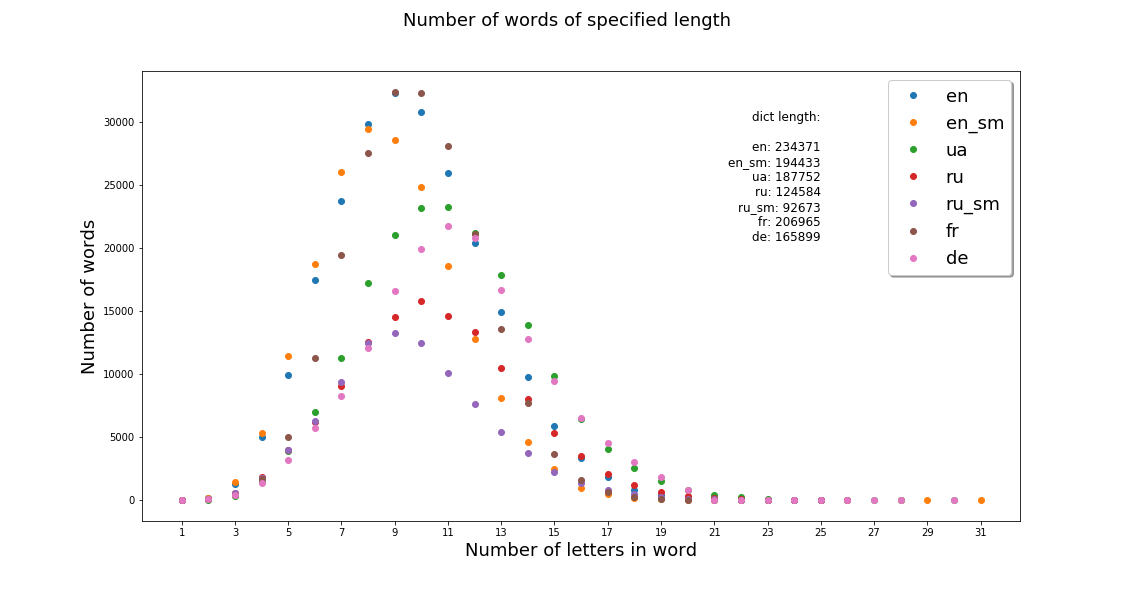 Number of words of specified length
dict length:
en: 234371
en_sm: 194433
ua: 187752
ru: 124584
ru_sm: 92673
fr: 206965
de: 165899
en
en_sm
ua
ru
ru_sm
fr
de
Number of words
30000
25000
20000
15000
10000
5000
0
1 3 5 7 9 11 13 15 17 19 21 23 25 27 29 31
Number of letters in word